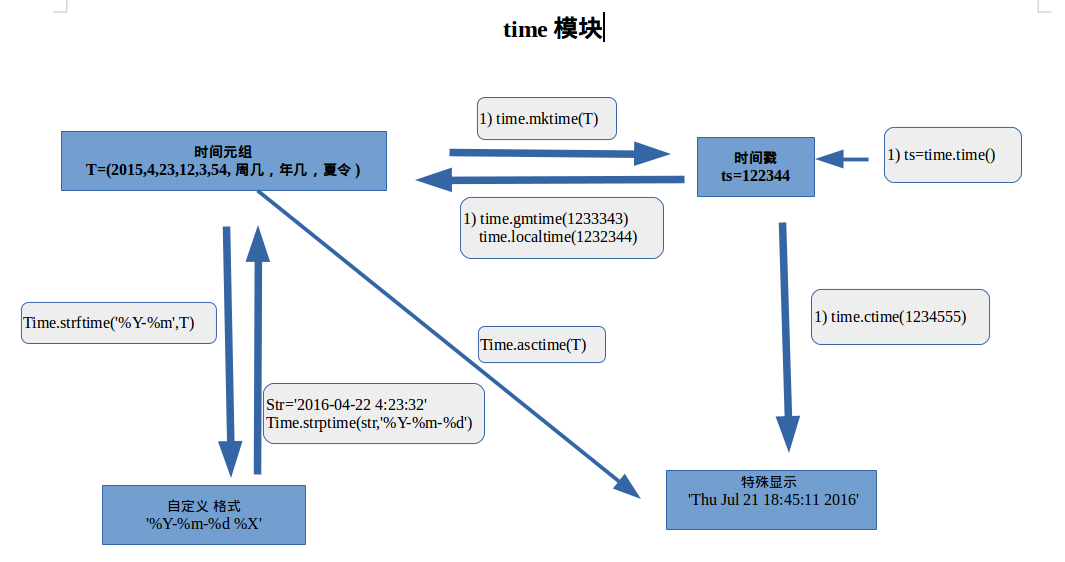 time 模块
1) time.mktime(T)
时间元组
T=(2015,4,23,12,3,54, 周几，年几，夏令 )
时间戳
ts=122344
1) ts=time.time()
1) time.gmtime(1233343)
time.localtime(1232344)
Time.strftime('%Y-%m',T)
1) time.ctime(1234555)
Time.asctime(T)
Str='2016-04-22 4:23:32'
Time.strptime(str,'%Y-%m-%d')
自定义 格式
'%Y-%m-%d %X'
特殊显示
'Thu Jul 21 18:45:11 2016'